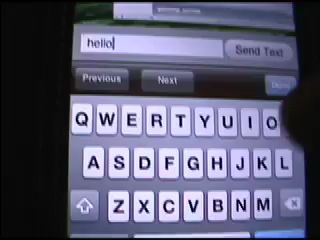 hello
Send Text
Previous
Next
Done
Q W E R T Y U I O
A S D F G H J K L
Z X C V B N M